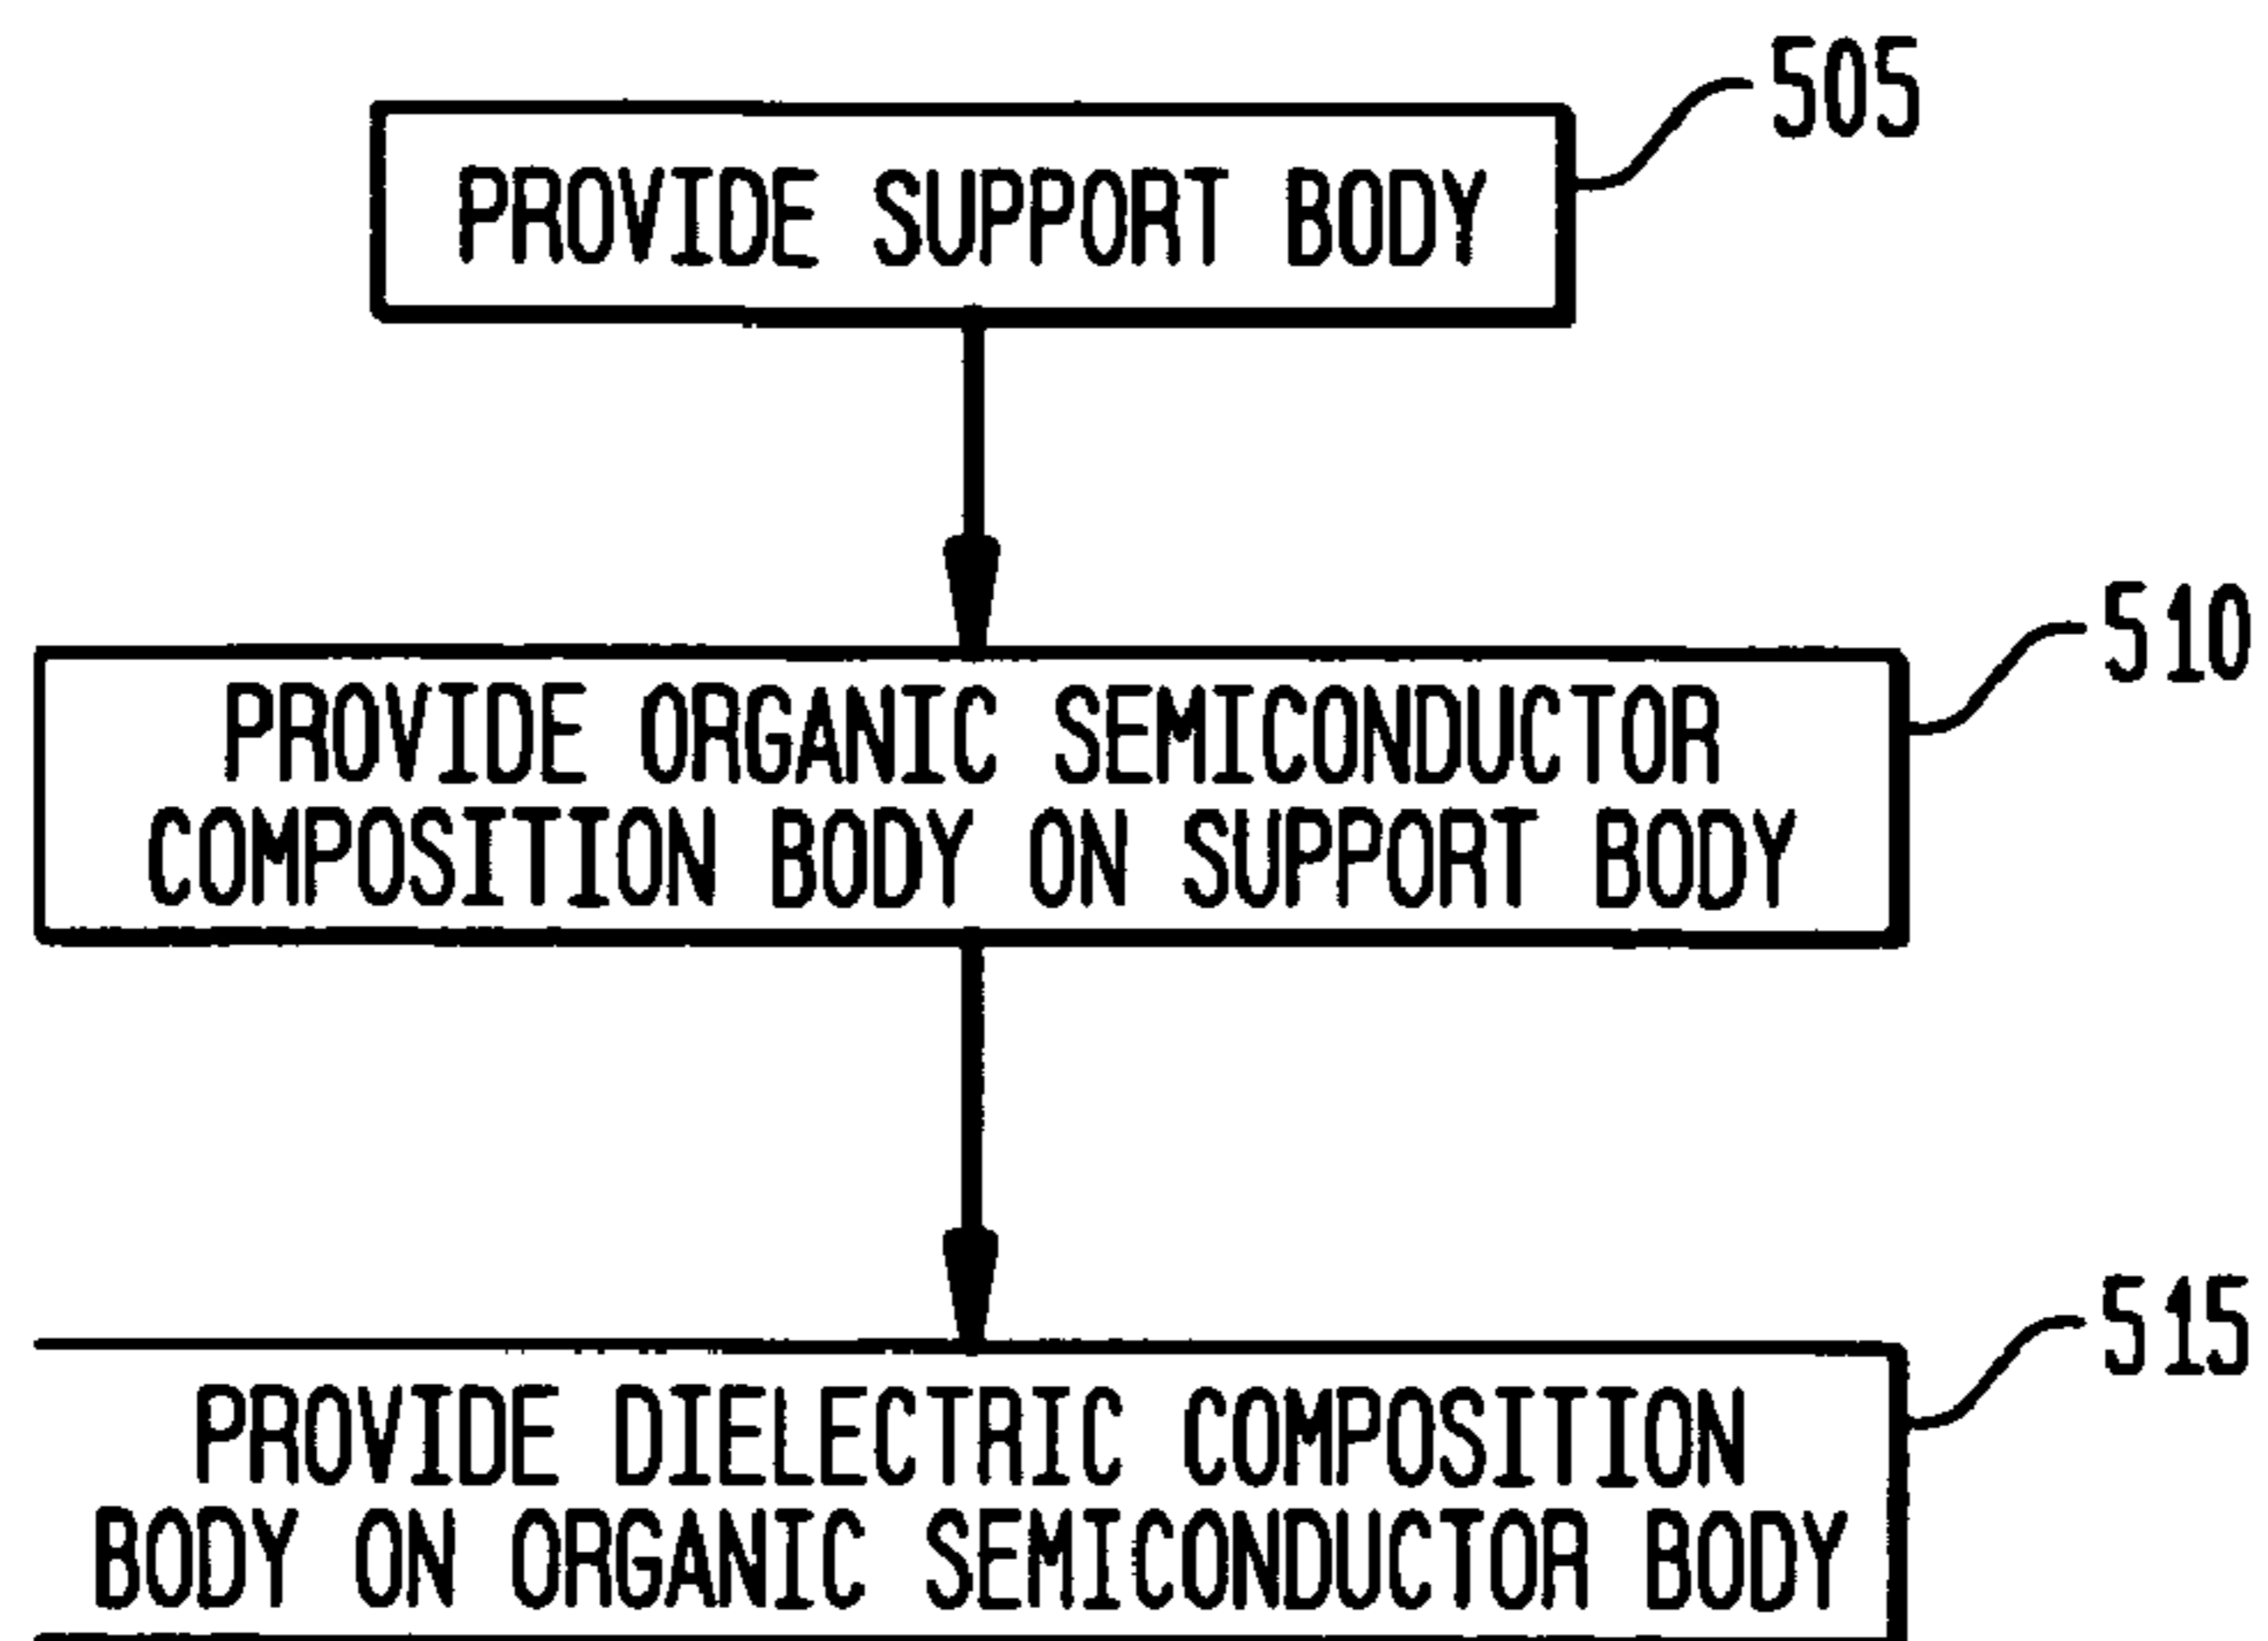 505
PROVIDE SUPPORT BODY
510
PROVIDE ORGANIC SEMICONDUCTOR
COMPOSITION BODY ON SUPPORT BODY
515
PROVIDE DIELECTRIC COMPOSITION
BODY ON ORGANIC SEMICONDUCTOR BODY